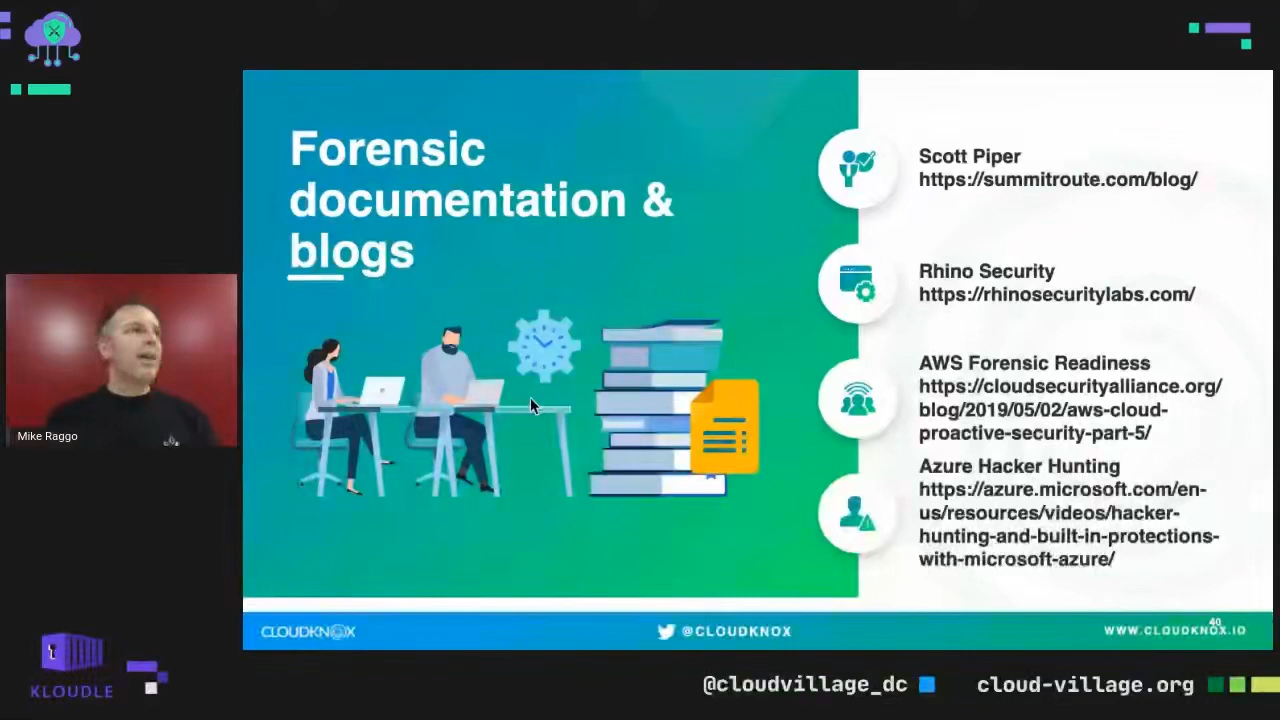 Forensic
documentation &
blogs
Scott Piper
https://summitroute.com/blog/
Rhino Security
https://rhinosecuritylabs.com/
AWS Forensic Readiness
https://cloudsecurityalliance.org/
blog/2019/05/02/aws-cloud-
proactive-security-part-5/
Azure Hacker Hunting
https://azure.microsoft.com/en-
us/resources/videos/hacker-
hunting-and-built-in-protections-
with-microsoft-azure/
Mike Raggo
CLOUDKNOX
@CLOUDKNOX
40
WWW.CLOUDKNOX.IO
KLOUDLE
@cloudvillage_dc
cloud-village.org